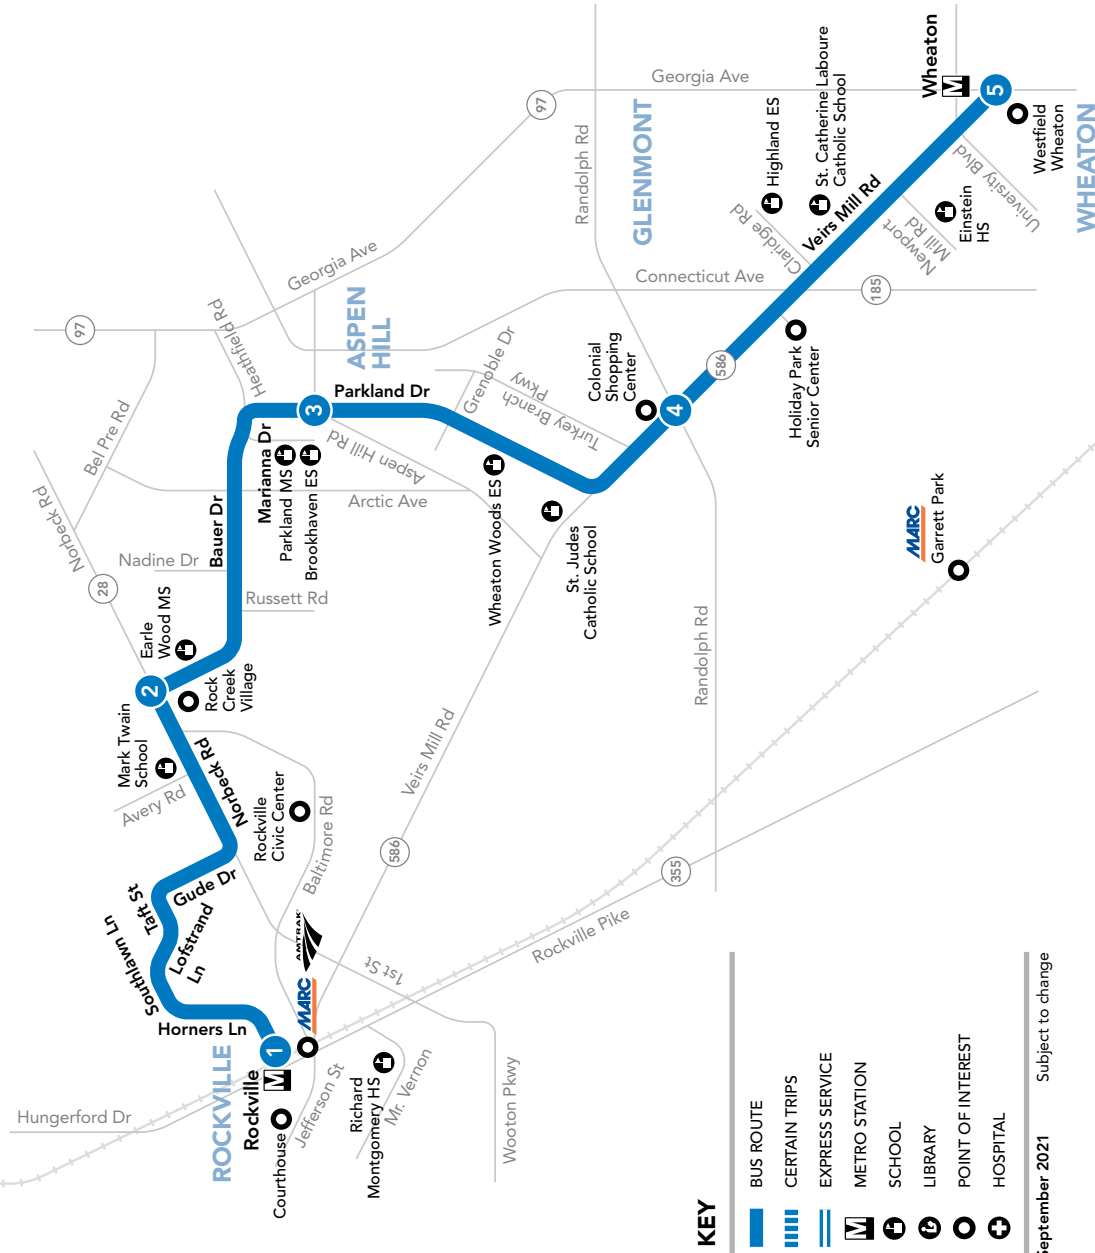 Hungerford Dr
ROCKVILLE
Rockville
M
Courthouse
1
Horners Ln
Southlawn Ln
Taft St
Lofstrand
Ln
Gude Dr
Norbeck Rd
Avery Rd
Mark Twain
School
2
Earle
Wood MS
Rock
Creek
Village
28
Norbeck Rd
Bel Pre Rd
Nadine Dr
Russett Rd
Bauer Dr
Marianna Dr
Parkland MS
Brookhaven ES
Heathfield Rd
97
Georgia Ave
ASPEN
HILL
3
Parkland Dr
Aspen Hill Rd
Arctic Ave
Grenoble Dr
Turkey Branch
Pkwy
Wheaton Woods ES
St. Judes
Catholic School
Colonial
Shopping
Center
4
586
Randolph Rd
GLENMONT
97
Georgia Ave
Connecticut Ave
185
Holiday Park
Senior Center
Claridge Rd
Highland ES
St. Catherine Laboure
Catholic School
Veirs Mill Rd
Newport
Mill Rd
Einstein
HS
University Blvd
Wheaton
M
5
Westfield
Wheaton
WHEATON
Rockville
Civic Center
Baltimore Rd
AMTRAK
MARC
1st St
Veirs Mill Rd
586
Randolph Rd
MARC
Garrett Park
355
Rockville Pike
Jefferson St
Richard
Montgomery HS
Mr. Vernon
Wooton Pkwy
KEY
BUS ROUTE
CERTAIN TRIPS
EXPRESS SERVICE
M
METRO STATION
SCHOOL
LIBRARY
POINT OF INTEREST
HOSPITAL
Subject to change
2021